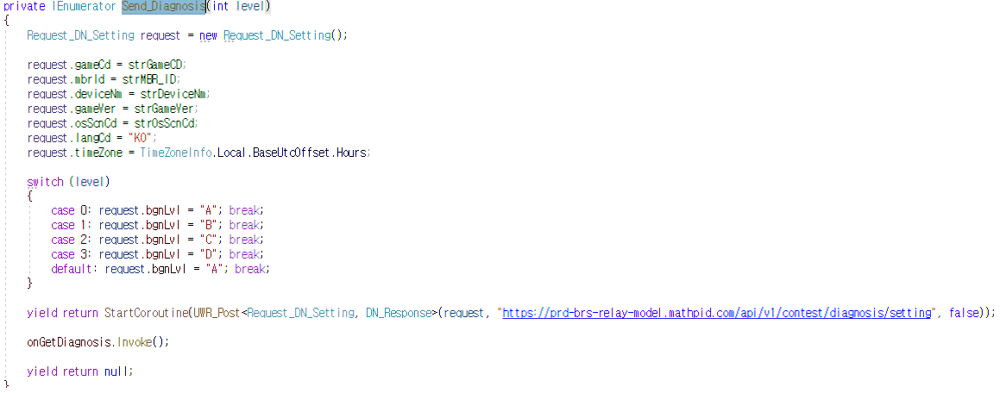 private IEnumerator Send_Diagnosis(int level)
{
Request_DN_Setting request = new Request_DN_Setting();
request.gameCd = strGameCD;
request.mbrId = strMBR_ID;
request.deviceNm = strDeviceNm;
request.gameVer = strGameVer;
request.osScnCd = strOsScnCd;
request.langCd = "KO";
request.timeZone = TimeZoneInfo.Local.BaseUtcOffset.Hours;
switch (level)
{
case 0: request.bgnLvl = "A"; break;
case 1: request.bgnLvl = "B"; break;
case 2: request.bgnLvl = "C"; break;
case 3: request.bgnLvl = "D"; break;
default: request.bgnLvl = "A"; break;
}
yield return StartCoroutine(UWR_Post<Request_DN_Setting, DN_Response>(request, "https://prd-brs-relay-model.mathpid.com/api/v1/contest/diagnosis/setting", false));
onGetDiagnosis.Invoke();
yield return null;
}